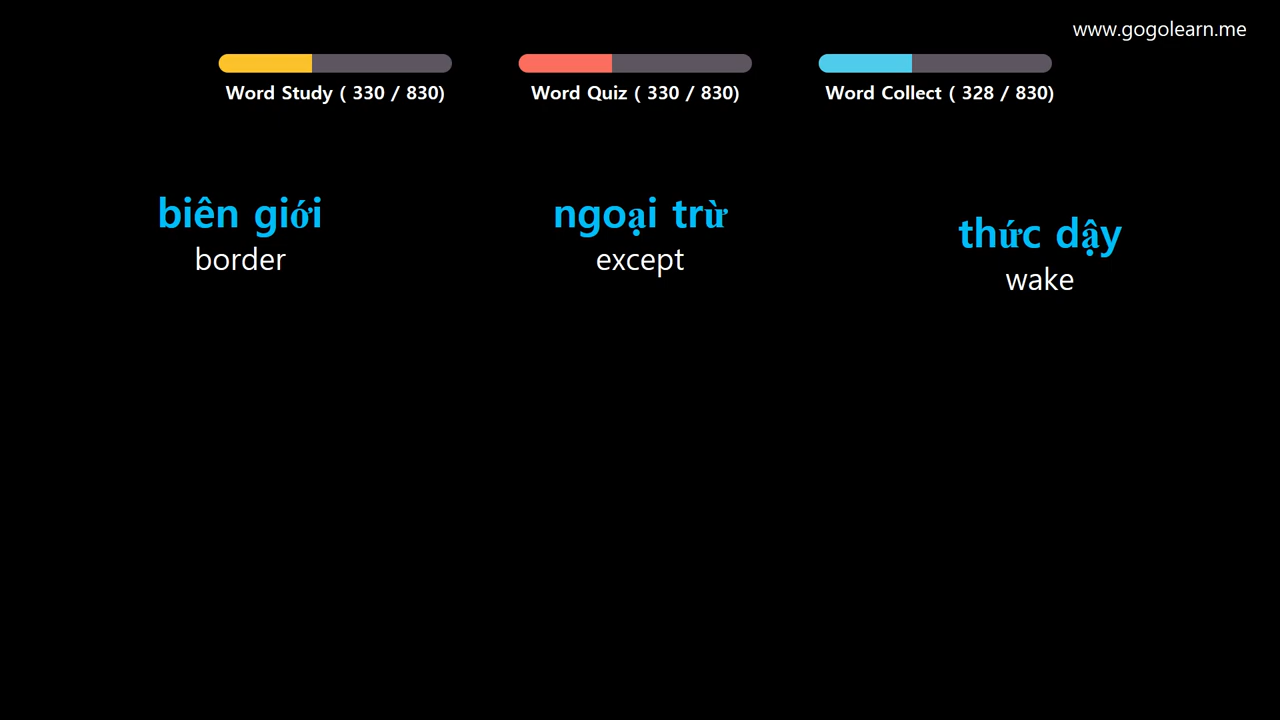 www.gogolearn.me
Word Study ( 330 / 830)
Word Quiz ( 330 / 830)
Word Collect ( 328 / 830)
biên giới
border
ngoại trừ
except
thức dậy
wake